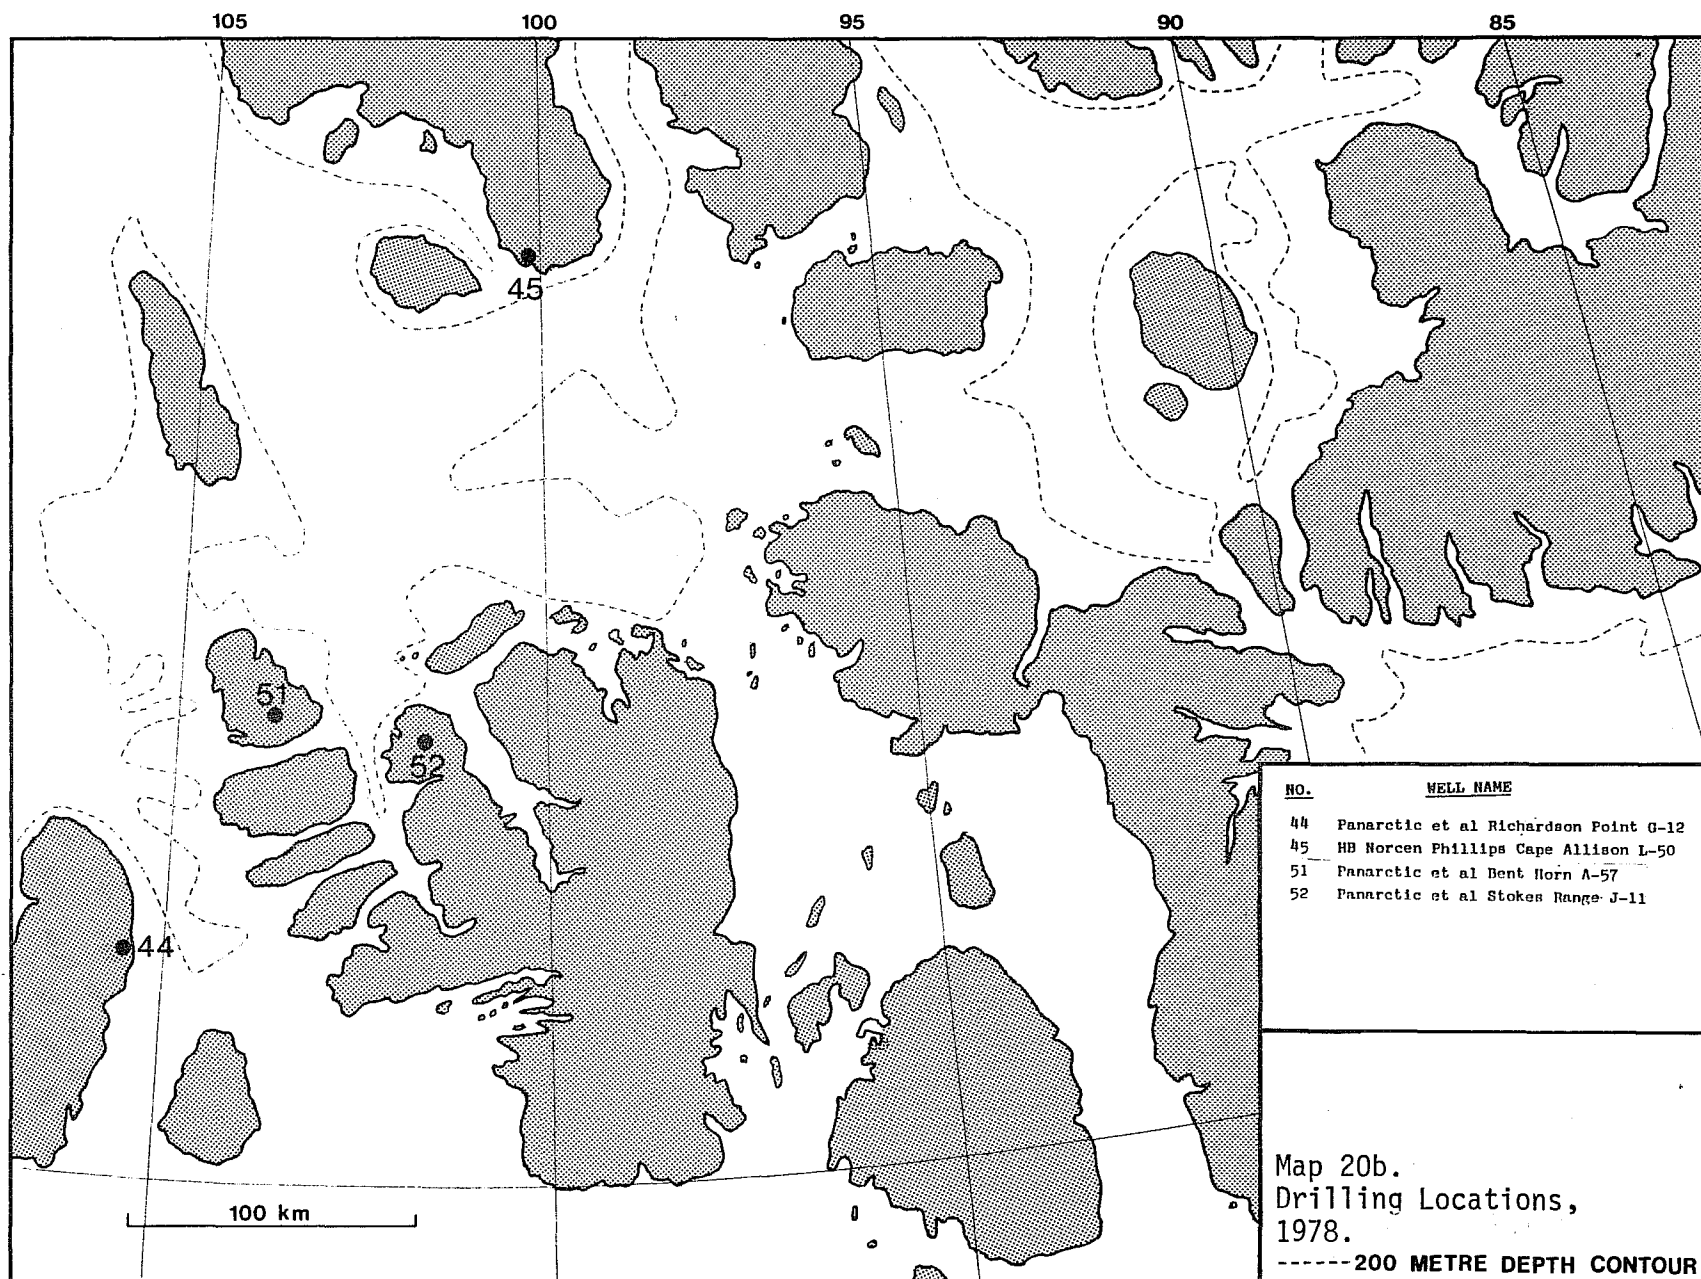 105 100 95 90 85
45
51
52
44
NO. WELL NAME
44 Panarctic et al Richardson Point G-12
45 HB Norcen Phillips Cape Allison L-50
51 Panarctic et al Bent Horn A-57
52 Panarctic et al Stokes Range J-11
100 km
Map 20b.
Drilling Locations,
1978.
------200 METRE DEPTH CONTOUR